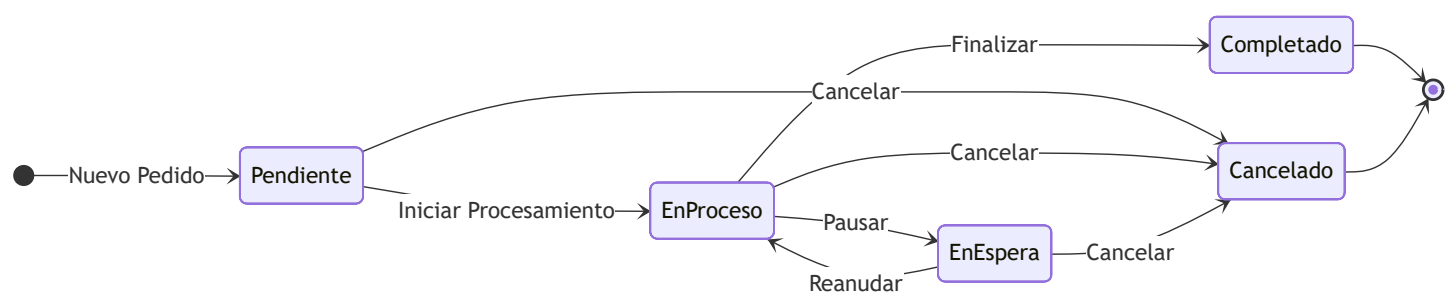 Finalizar
Completado
Cancelar
Cancelar
Nuevo Pedido
Pendiente
Cancelado
Iniciar Procesamiento
EnProceso
Pausar
EnEspera
Cancelar
Reanudar